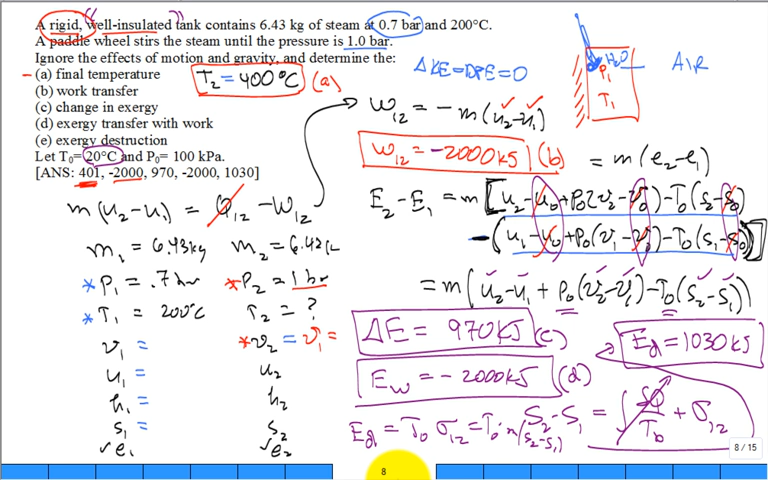 A rigid, well-insulated tank contains 6.43 kg of steam at 0.7 bar and 200°C.
A paddle wheel stirs the steam until the pressure is 1.0 bar.
Ignore the effects of motion and gravity, and determine the:
(a) final temperature
(b) work transfer
(c) change in exergy
(d) exergy transfer with work
(e) exergy destruction
Let T0= 20°C and P0= 100 kPa.
[ANS: 401, -2000, 970, -2000, 1030]
T₂ = 400°C (a)
ΔKE=DPE=0
H₂O
P₁
T₁
AIR
W₁₂ = -m(u₂-u₁)
W₁₂ = -2000kJ (b)
= m(e₂-e₁)
m(u₂-u₁) = Q₁₂ - W₁₂
E₂-E₁ = m[u₂-u₀+P₀(v₂-v₀)-T₀(s₂-s₀)
-(u₁-u₀+P₀(v₁-v₀)-T₀(s₁-s₀))]
= m(u₂-u₁+P₀(v₂-v₁)-T₀(s₂-s₁))
m₁ = 6.43kg m₂ = 6.42
*P₁ = .7 bar *P₂ = 1 bar
*T₁ = 200°C T₂ = ?
v₁ = *v₂ = v₁ =
u₁ = u₂
h₁ = h₂
s₁ = s₂
✓e₁ ✓e₂
ΔE = 970kJ (c)
Ed = 1030kJ
Ew = -2000kJ (d)
Ed = T₀ σ₁₂ = T₀·m(s₂-s₁)
S₂-S₁ = ∫ δQ/Tb + σ₁₂
8 / 15
8